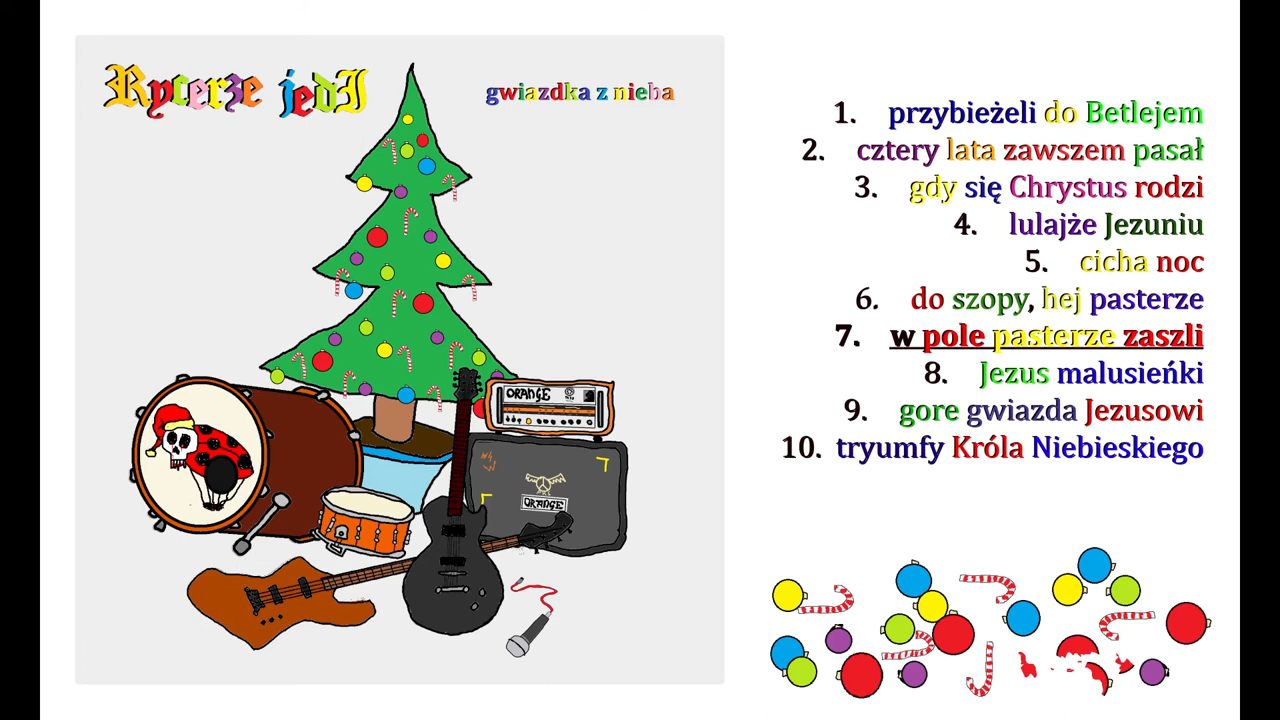 Rycerze jedI
gwiazdka z nieba
1. przybieżeli do Betlejem
2. cztery lata zawszem pasał
3. gdy się Chrystus rodzi
4. lulajże Jezuniu
5. cicha noc
6. do szopy, hej pasterze
7. w pole pasterze zaszli
8. Jezus malusieńki
9. gore gwiazda Jezusowi
10. tryumfy Króla Niebieskiego
ORANGE
ORANGE